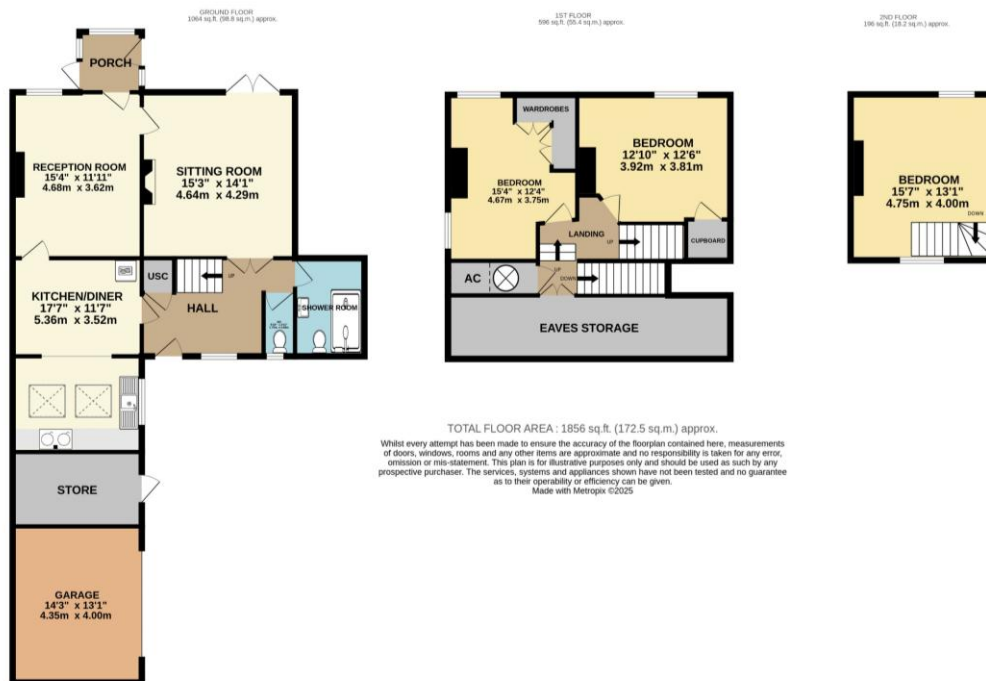 GROUND FLOOR
1064 sq.ft. (98.8 sq.m.) approx.
PORCH
RECEPTION ROOM
15'4" x 11'11"
4.68m x 3.62m
SITTING ROOM
15'3" x 14'1"
4.64m x 4.29m
KITCHEN/DINER
17'7" x 11'7"
5.36m x 3.52m
USC
UP
HALL
SHOWER ROOM
STORE
GARAGE
14'3" x 13'1"
4.35m x 4.00m
1ST FLOOR
596 sq.ft. (55.4 sq.m.) approx.
WARDROBES
BEDROOM
15'4" x 12'4"
4.67m x 3.75m
BEDROOM
12'10" x 12'6"
3.92m x 3.81m
LANDING
UP
CUPBOARD
AC
UP
DOWN
EAVES STORAGE
2ND FLOOR
196 sq.ft. (18.2 sq.m.) approx.
BEDROOM
15'7" x 13'1"
4.75m x 4.00m
DOWN
TOTAL FLOOR AREA : 1856 sq.ft. (172.5 sq.m.) approx.
Whilst every attempt has been made to ensure the accuracy of the floorplan contained here, measurements
of doors, windows, rooms and any other items are approximate and no responsibility is taken for any error,
omission or mis-statement. This plan is for illustrative purposes only and should be used as such by any
prospective purchaser. The services, systems and appliances shown have not been tested and no guarantee
as to their operability or efficiency can be given.
Made with Metropix ©2025